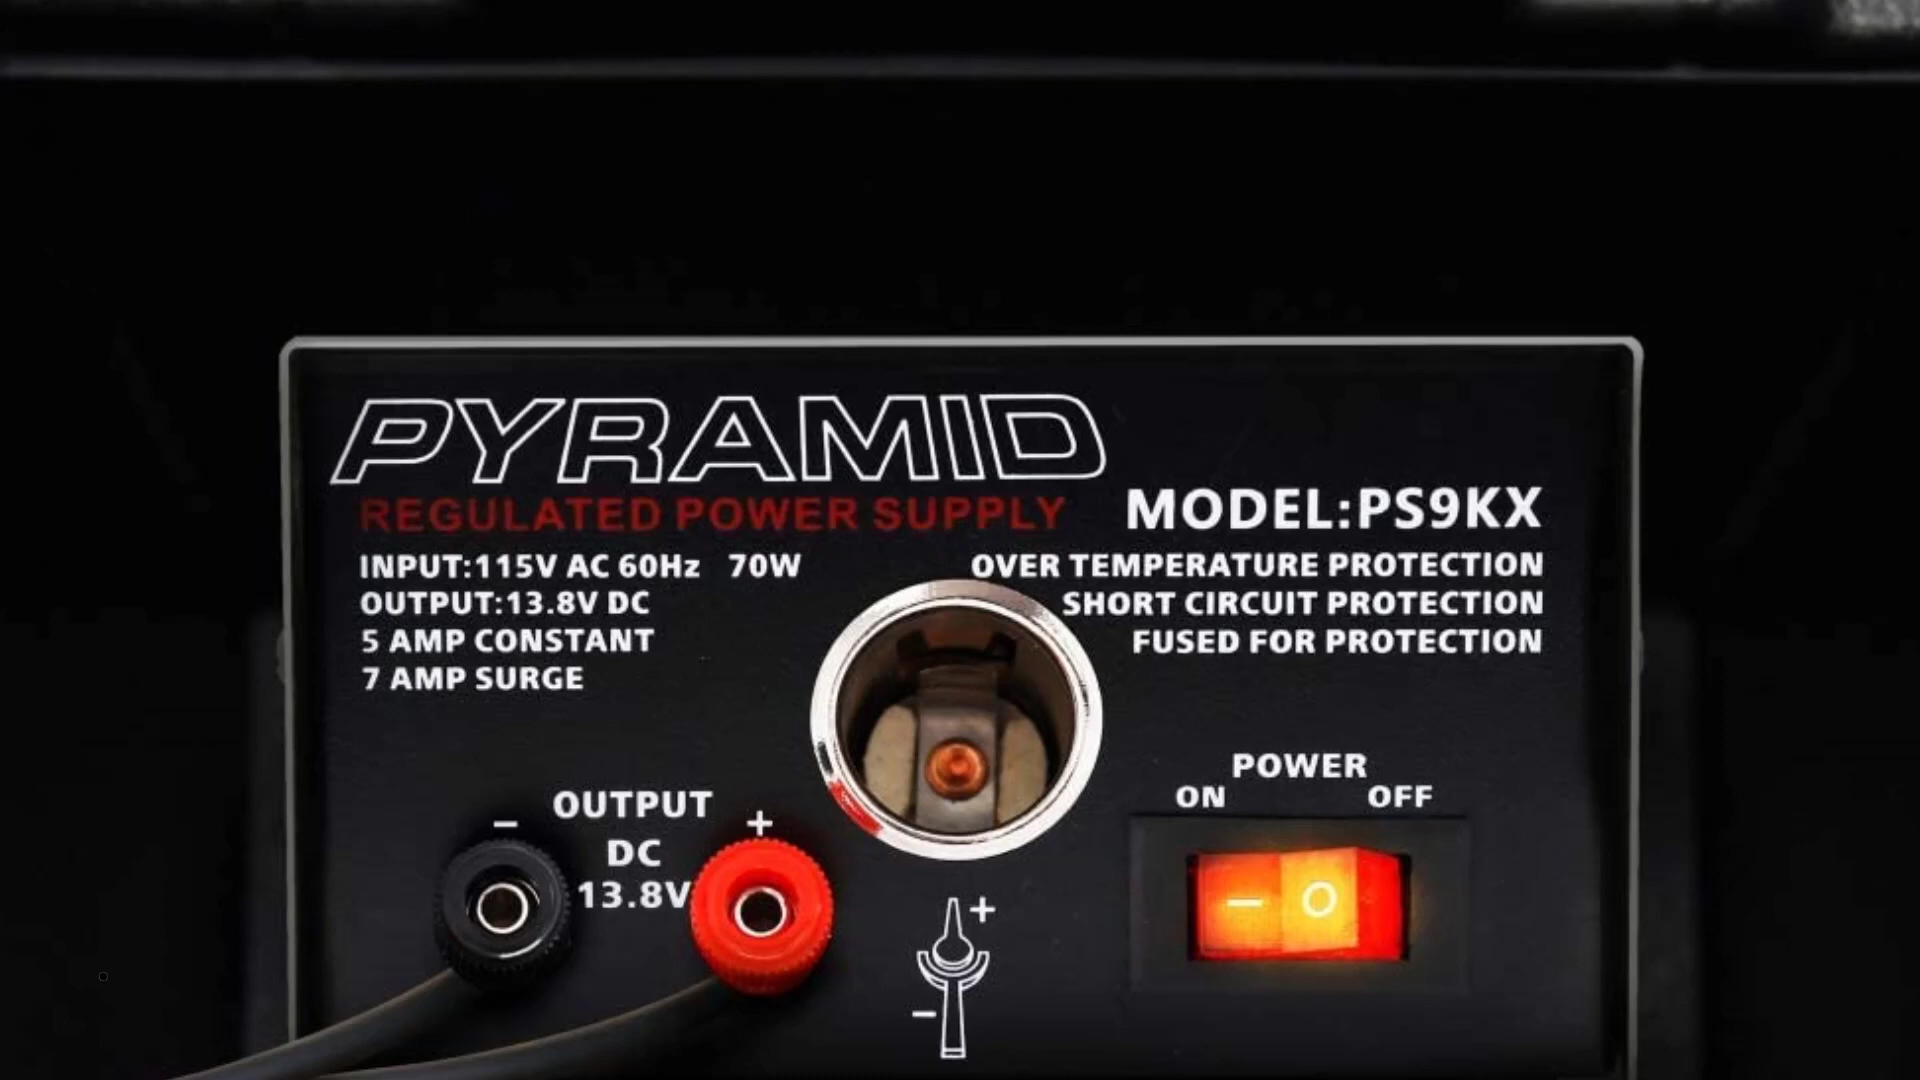 PYRAMID
REGULATED POWER SUPPLY
MODEL:PS9KX
INPUT:115V AC 60Hz 70W
OUTPUT:13.8V DC
5 AMP CONSTANT
7 AMP SURGE
OVER TEMPERATURE PROTECTION
SHORT CIRCUIT PROTECTION
FUSED FOR PROTECTION
OUTPUT
- +
DC
13.8V
+
-
POWER
ON OFF
– O